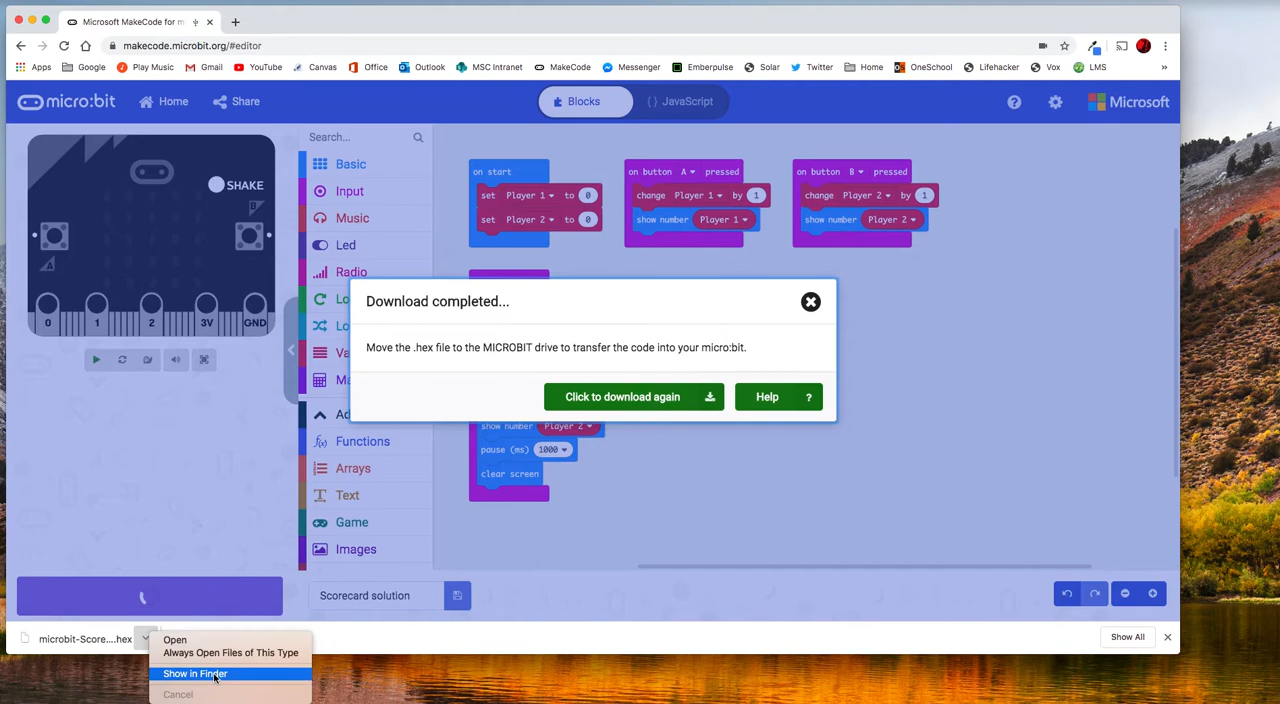 Microsoft MakeCode for m
makecode.microbit.org/#editor
Apps Google Play Music Gmail YouTube Canvas Office Outlook MSC Intranet MakeCode Messenger Emberpulse Solar Twitter Home OneSchool Lifehacker Vox LMS »
micro:bit Home Share Blocks { } JavaScript ? Microsoft
SHAKE
B
A
0 1 2 3V GND
Search...
Basic
Input
Music
Led
Radio
Lo
Lo
Va
Ma
Ad
Functions
Arrays
Text
Game
Images
on start
set Player 1 to 0
set Player 2 to 0
on button A pressed
change Player 1 by 1
show number Player 1
on button B pressed
change Player 2 by 1
show number Player 2
Download completed...
Move the .hex file to the MICROBIT drive to transfer the code into your micro:bit.
Click to download again Help ?
show number Player 2
pause (ms) 1000
clear screen
Scorecard solution
microbit-Score....hex
Show All
Open
Always Open Files of This Type
Show in Finder
Cancel